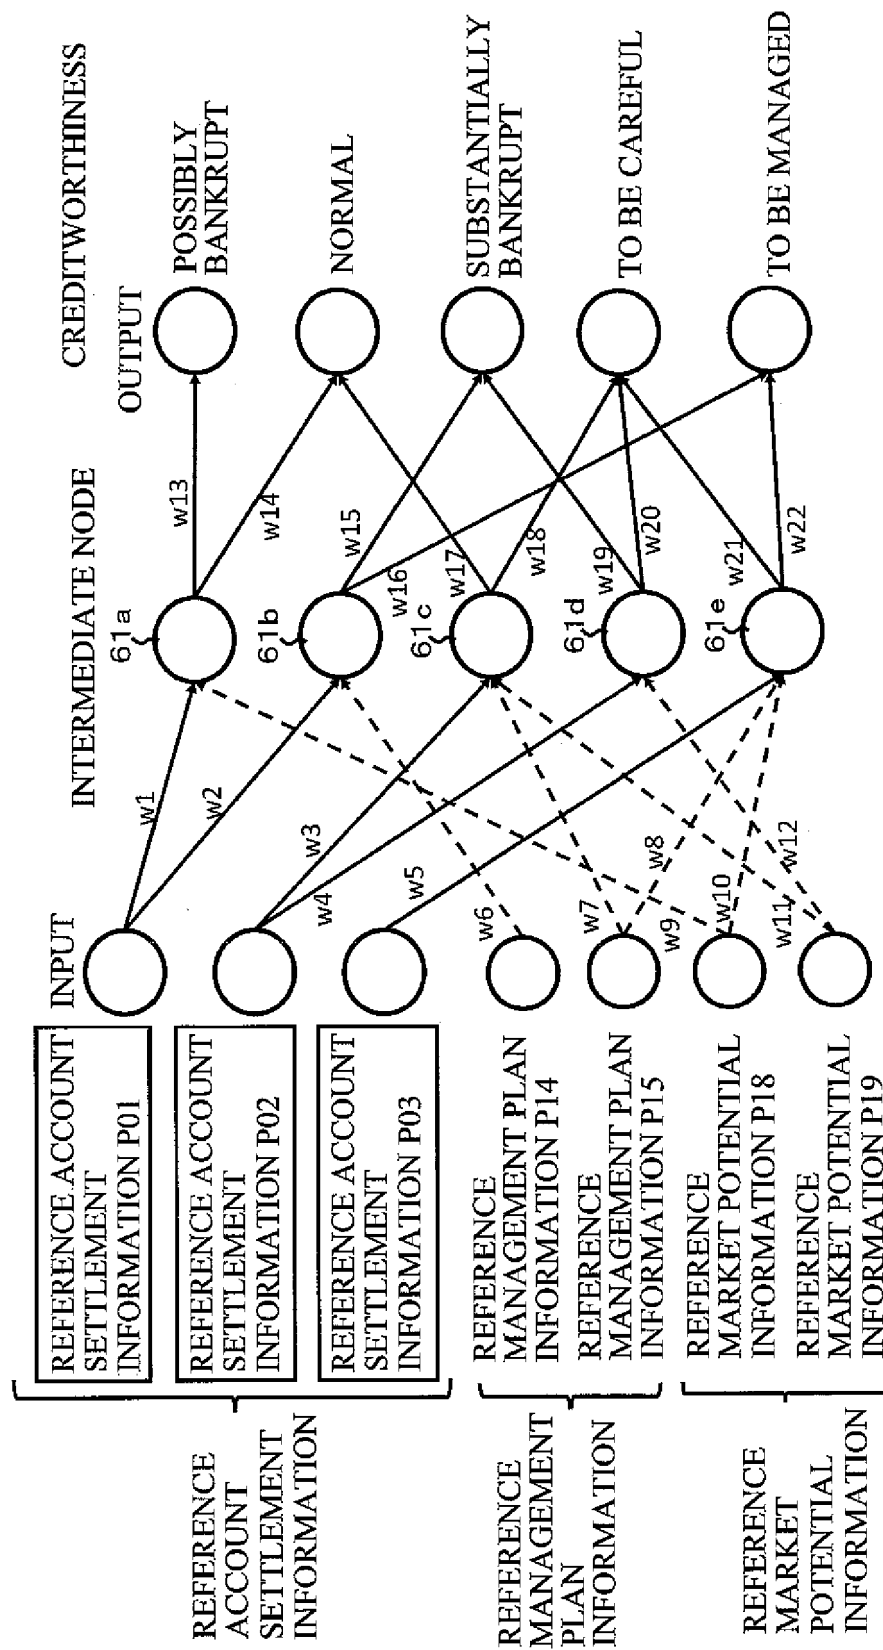 REFERENCE
ACCOUNT
SETTLEMENT
INFORMATION
REFERENCE
MANAGEMENT
PLAN
INFORMATION
REFERENCE
MARKET
POTENTIAL
INFORMATION
REFERENCE ACCOUNT
SETTLEMENT
INFORMATION P01
REFERENCE ACCOUNT
SETTLEMENT
INFORMATION P02
REFERENCE ACCOUNT
SETTLEMENT
INFORMATION P03
REFERENCE
MANAGEMENT PLAN
INFORMATION P14
REFERENCE
MANAGEMENT PLAN
INFORMATION P15
REFERENCE
MARKET POTENTIAL
INFORMATION P18
REFERENCE
MARKET POTENTIAL
INFORMATION P19
INPUT
w1
w2
w3
w4
w5
w6
w7
w8
w9
w10
w11
w12
INTERMEDIATE NODE
61a
61b
61c
61d
61e
w13
w14
w15
w16
w17
w18
w19
w20
w21
w22
OUTPUT
CREDITWORTHINESS
POSSIBLY
BANKRUPT
NORMAL
SUBSTANTIALLY
BANKRUPT
TO BE CAREFUL
TO BE MANAGED